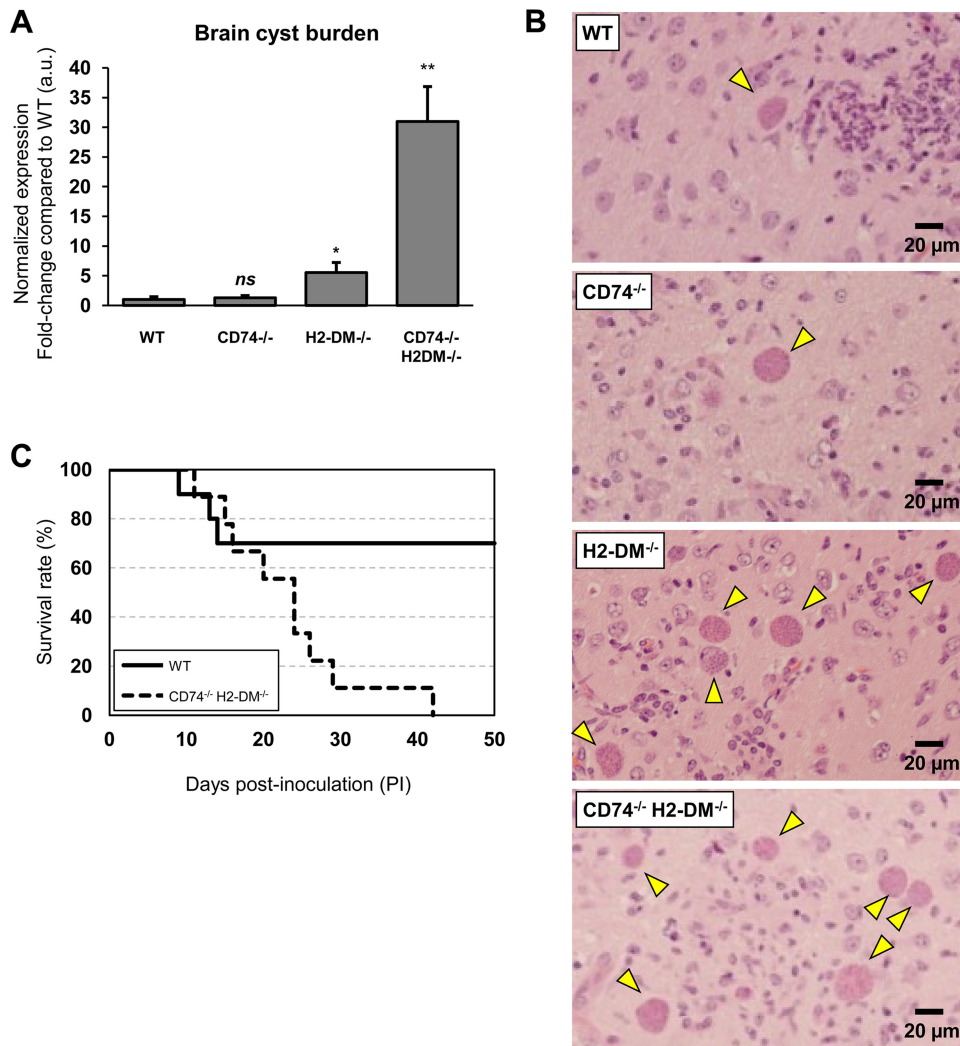 A
Brain cyst burden
Normalized expression
Fold-change compared to WT (a.u.)
40
35
30
25
20
15
10
5
0
ns
*
**
WT
CD74-/-
H2-DM-/-
CD74-/-
H2DM-/-
B
WT
20 µm
CD74-/-
20 µm
H2-DM-/-
20 µm
CD74-/- H2-DM-/-
20 µm
C
Survival rate (%)
100
80
60
40
20
0
WT
CD74-/- H2-DM-/-
0
10
20
30
40
50
Days post-inoculation (PI)